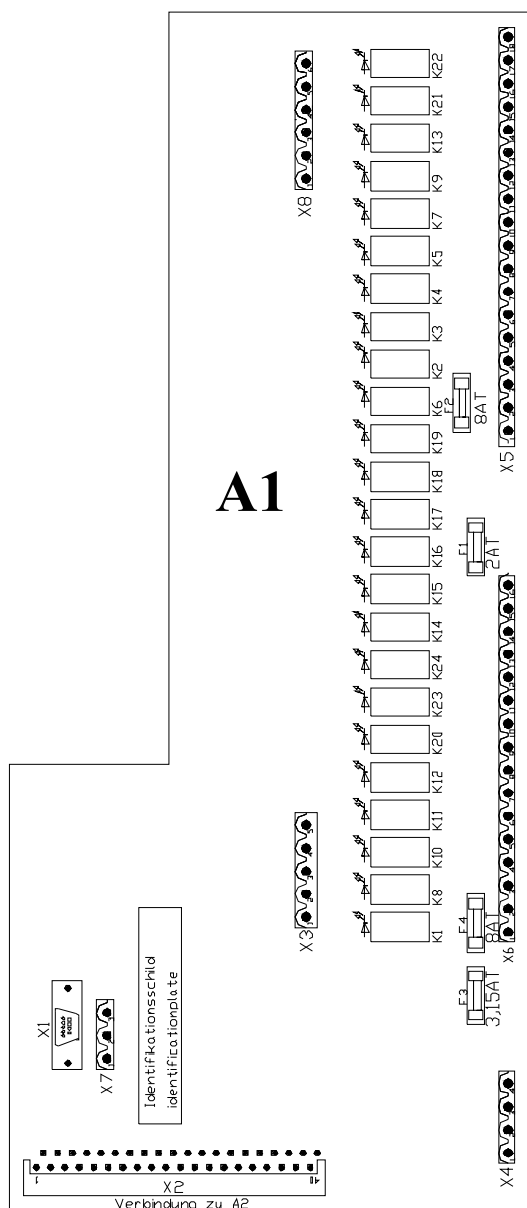 X8
K22
K21
K13
K9
K7
K5
K4
K3
K2
K6
K19
K18
K17
K16
K15
K14
K24
K23
K20
K12
K11
K10
K8
K1
F2
8AT
X5
A1
F1
2AT
X3
F4
8AT
X6
F3
3,15AT
X4
X1
X7
Identifikationsschild
identificationplate
1
X2
Verbindung zu A2